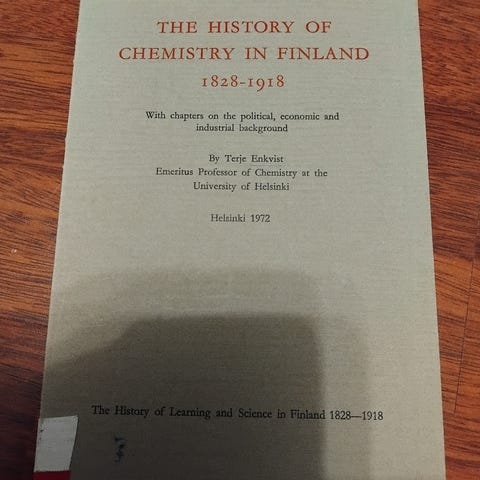 THE HISTORY OF
CHEMISTRY IN FINLAND
1828-1918
With chapters on the political, economic and
industrial background
By Terje Enkvist
Emeritus Professor of Chemistry at the
University of Helsinki
Helsinki 1972
The History of Learning and Science in Finland 1828—1918